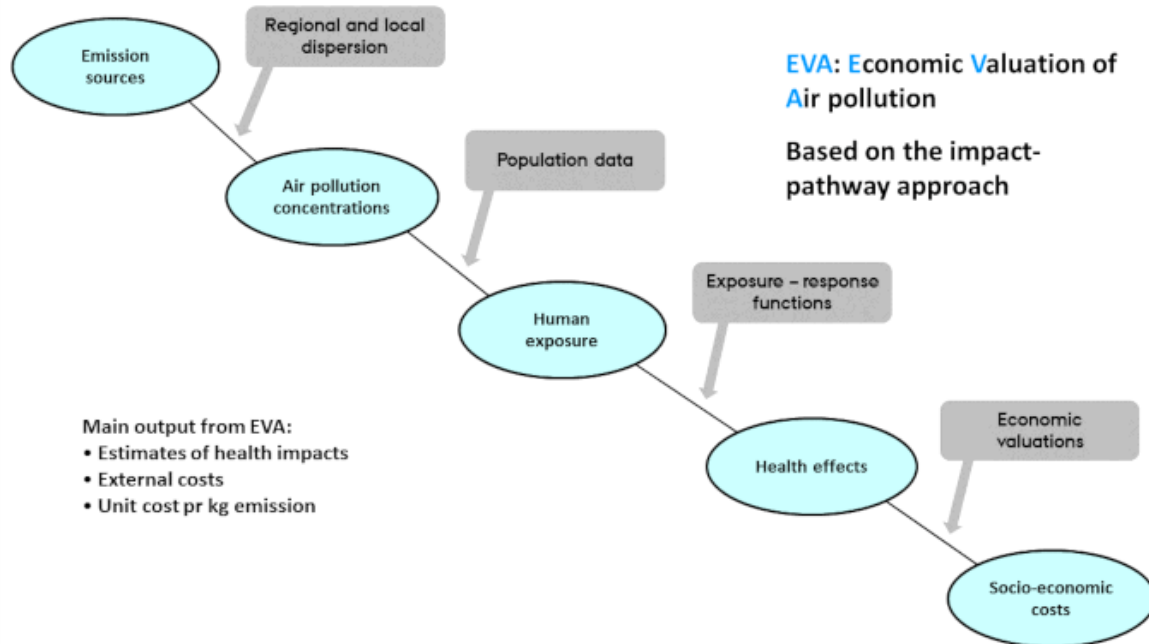 Emission
sources
Regional and local
dispersion
EVA: Economic Valuation of
Air pollution
Based on the impact-
pathway approach
Air pollution
concentrations
Population data
Human
exposure
Exposure – response
functions
Main output from EVA:
• Estimates of health impacts
• External costs
• Unit cost pr kg emission
Health effects
Economic
valuations
Socio-economic
costs